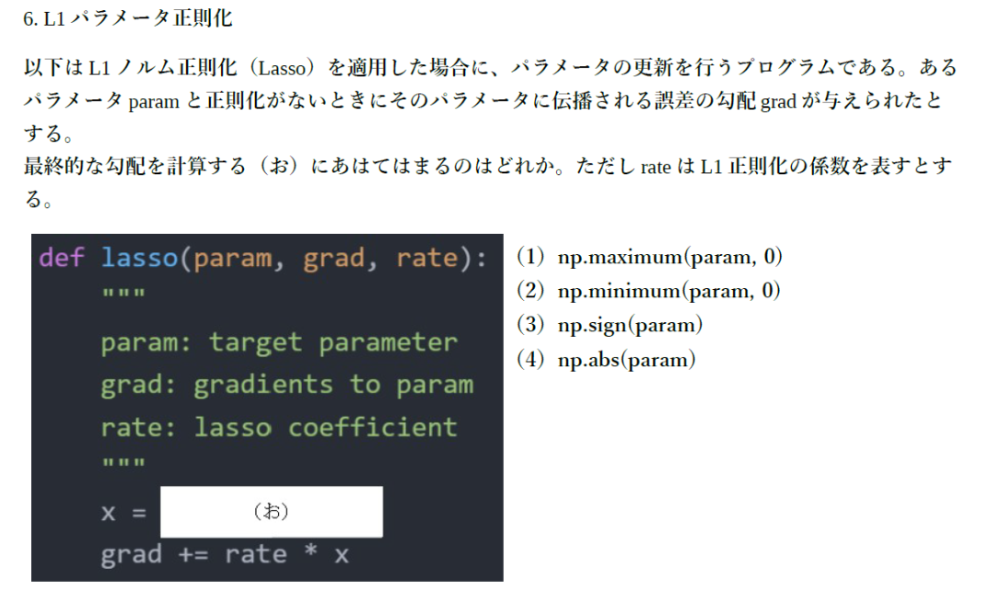 6. L1 パラメータ正則化
以下は L1 ノルム正則化（Lasso）を適用した場合に、パラメータの更新を行うプログラムである。ある
パラメータ param と正則化がないときにそのパラメータに伝播される誤差の勾配 grad が与えられたと
する。
最終的な勾配を計算する（お）にあはてはまるのはどれか。ただし rate は L1 正則化の係数を表すとす
る。
def lasso(param, grad, rate):
"""
param: target parameter
grad: gradients to param
rate: lasso coefficient
"""
x = （お）
grad += rate * x
（1）np.maximum(param, 0)
（2）np.minimum(param, 0)
（3）np.sign(param)
（4）np.abs(param)